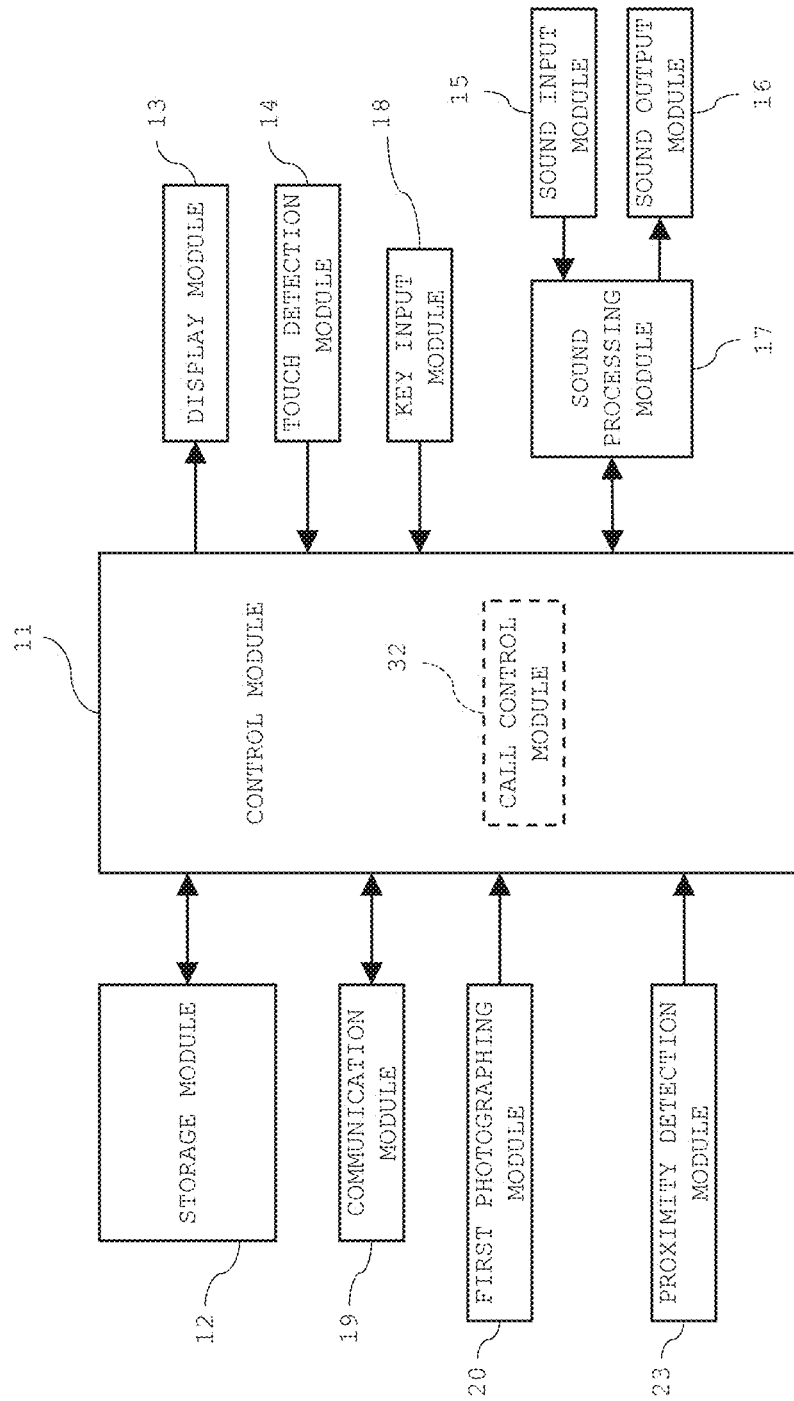 11
CONTROL MODULE
32
CALL CONTROL
MODULE
STORAGE MODULE
12
COMMUNICATION
MODULE
19
FIRST PHOTOGRAPHING
MODULE
20
PROXIMITY DETECTION
MODULE
23
DISPLAY MODULE
13
TOUCH DETECTION
MODULE
14
KEY INPUT
MODULE
18
SOUND
PROCESSING
MODULE
17
SOUND INPUT
MODULE
15
SOUND OUTPUT
MODULE
16